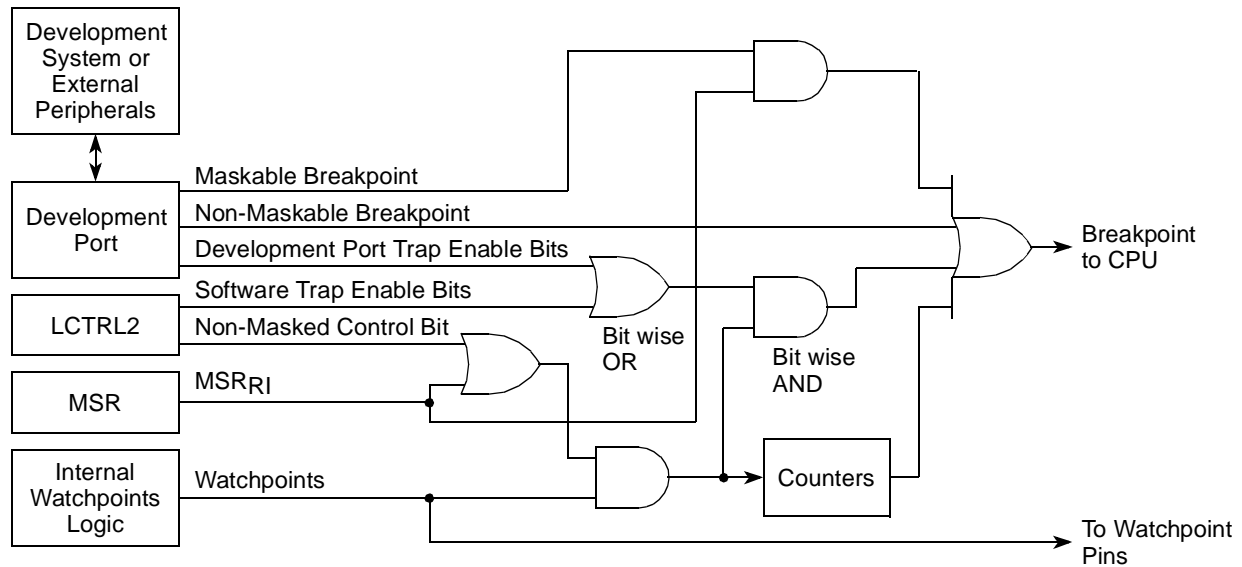 Development
System or
External
Peripherals
Maskable Breakpoint
Development
Port
Non-Maskable Breakpoint
Development Port Trap Enable Bits
Breakpoint
to CPU
LCTRL2
Software Trap Enable Bits
Non-Masked Control Bit
Bit wise
OR
Bit wise
AND
MSR
MSRRI
Internal
Watchpoints
Logic
Watchpoints
Counters
To Watchpoint
Pins